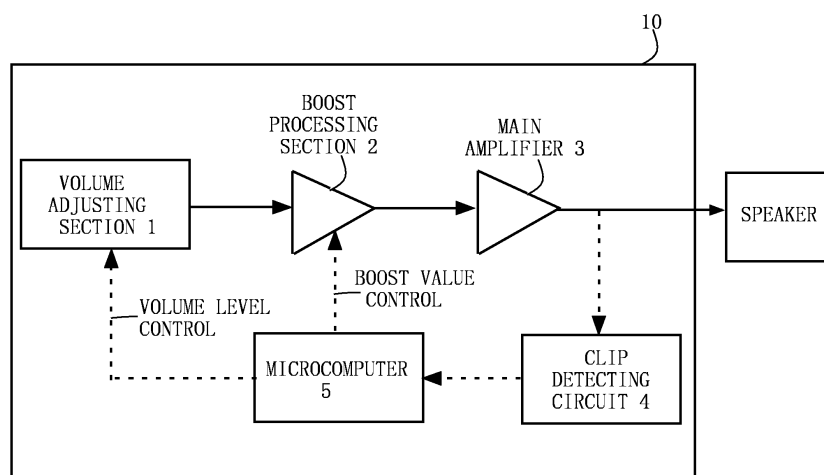 10
BOOST
PROCESSING
SECTION 2
MAIN
AMPLIFIER 3
VOLUME
ADJUSTING
SECTION 1
SPEAKER
BOOST VALUE
CONTROL
VOLUME LEVEL
CONTROL
MICROCOMPUTER
5
CLIP
DETECTING
CIRCUIT 4